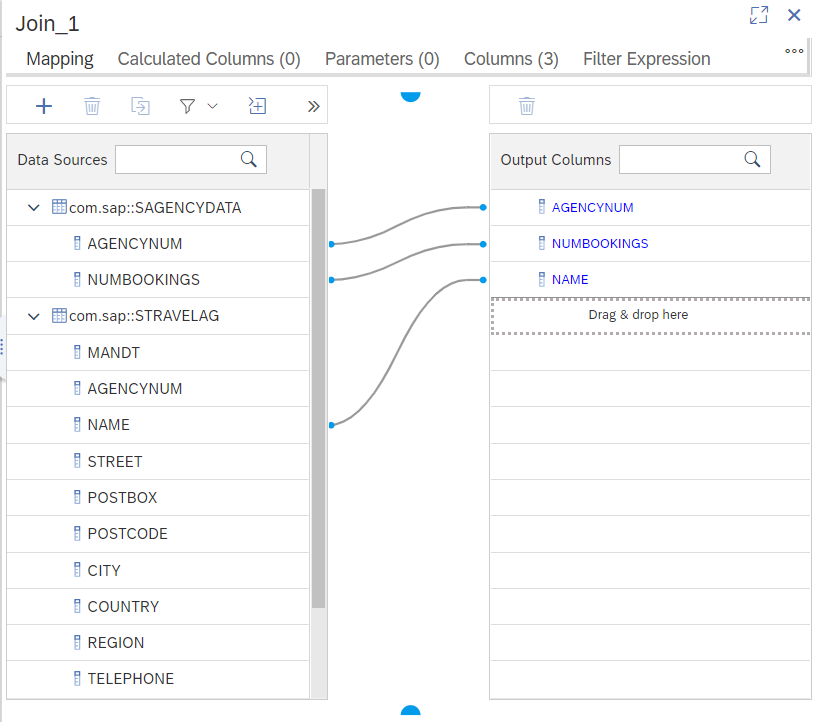 Join_1
Mapping Calculated Columns (0) Parameters (0) Columns (3) Filter Expression
Data Sources
com.sap::SAGENCYDATA
AGENCYNUM
NUMBOOKINGS
com.sap::STRAVELAG
MANDT
AGENCYNUM
NAME
STREET
POSTBOX
POSTCODE
CITY
COUNTRY
REGION
TELEPHONE
Output Columns
AGENCYNUM
NUMBOOKINGS
NAME
Drag & drop here